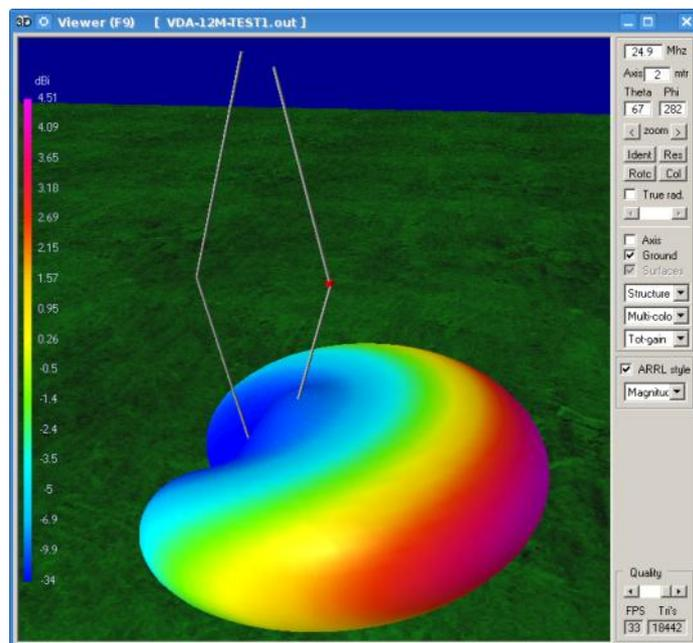 3D Viewer (F9) [ VDA-12M-TEST1.out ]
dBi
4.51
4.09
3.65
3.18
2.69
2.15
1.57
0.95
0.26
-0.5
-1.4
-2.4
-3.5
-5
-6.9
-9.9
-34
24.9 Mhz
Axis 2 mtr
Theta Phi
67 282
< zoom >
Ident Res
Rotc Col
True rad.
Axis
Ground
Surfaces
Structure
Multi-colo
Tot-gain
ARRL style
Magnituc
Quality
FPS Tri's
33 18442